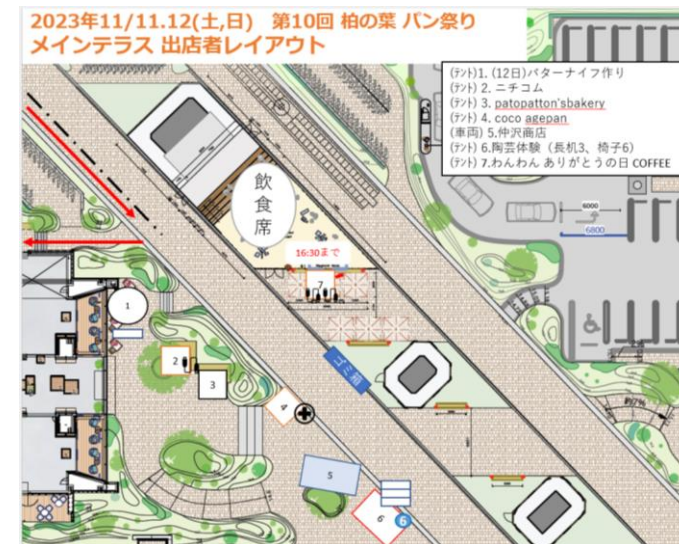 2023年11/11.12(土,日) 第10回 柏の葉 パン祭り
メインテラス 出店者レイアウト
(テント)1. (12日)バターナイフ作り
(テント) 2. ニチコム
(テント) 3. patopatton'sbakery
(テント) 4. coco agepan
(車両) 5.仲沢商店
(テント) 6.陶芸体験（長机3、椅子6）
(テント) 7.わんわん ありがとうの日 COFFEE
飲食席
6000
6800
16:30まで
7
1
2
3
ゴミ箱
4
5
6
6